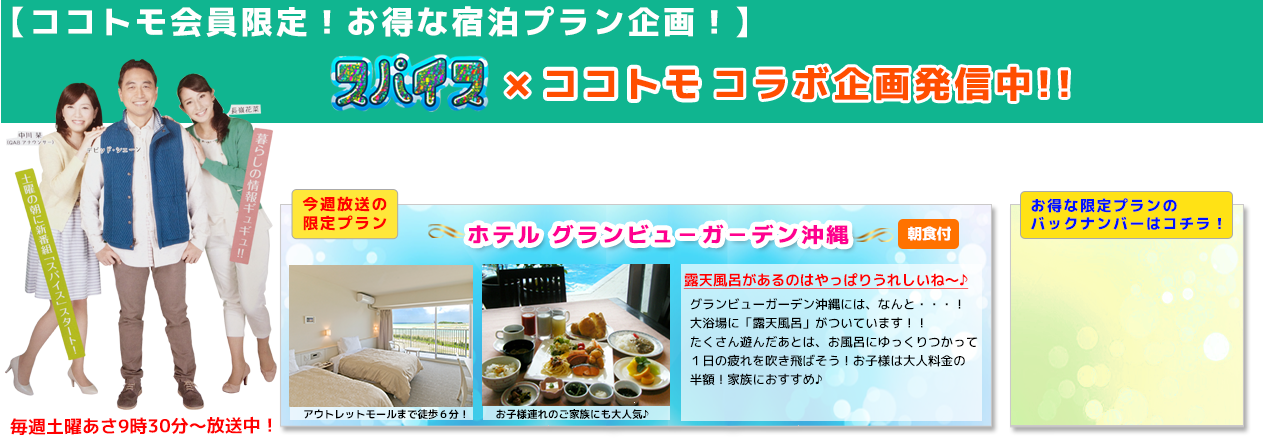 【ココトモ会員限定！お得な宿泊プラン企画！】
スパイス × ココトモ コラボ企画発信中!!
中川 栞
(QABアナウンサー)
デビッド・シェーン
長嶺花菜
暮らしの情報ギュギュ!!
土曜の朝に新番組「スパイス」スタート！
毎週土曜あさ9時30分～放送中！
今週放送の
限定プラン
ホテル グランビューガーデン沖縄
朝食付
アウトレットモールまで徒歩６分！
お子様連れのご家族にも大人気♪
露天風呂があるのはやっぱりうれしいね～♪
グランビューガーデン沖縄には、なんと・・・！
大浴場に「露天風呂」がついています！！
たくさん遊んだあとは、お風呂にゆっくりつかって
１日の疲れを吹き飛ばそう！お子様は大人料金の
半額！家族におすすめ♪
お得な限定プランの
バックナンバーはコチラ！